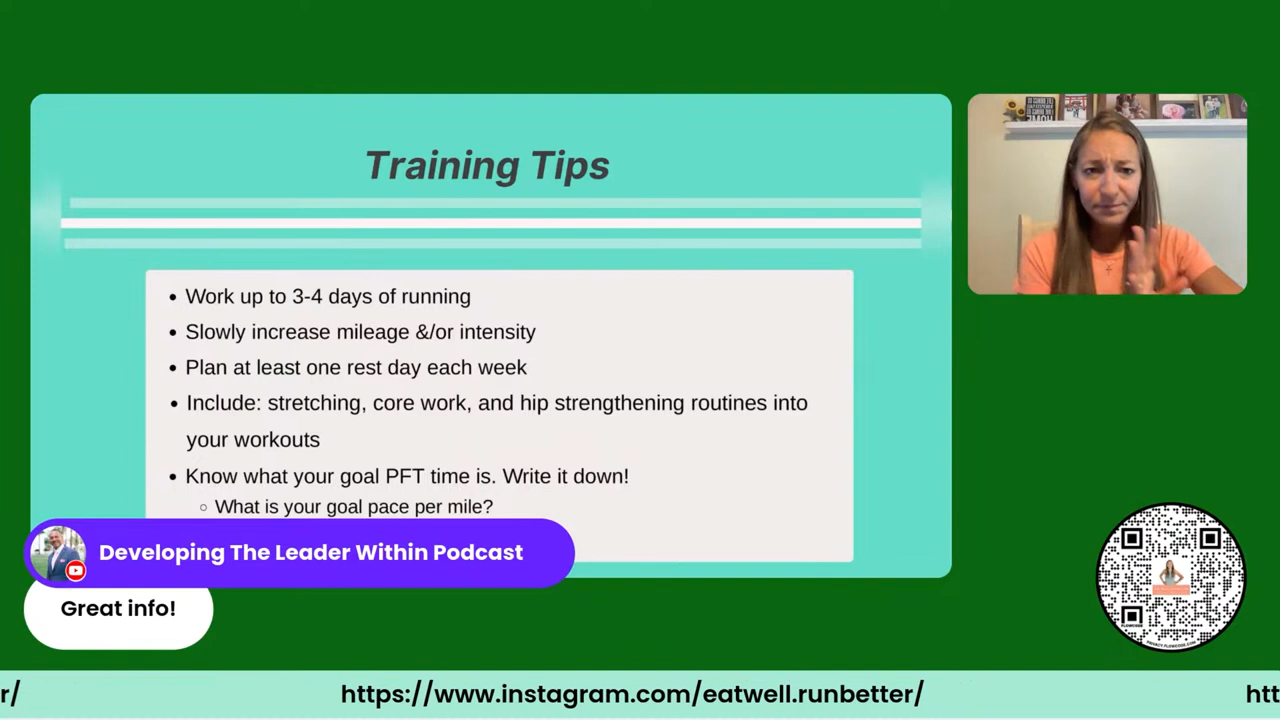 Training Tips
• Work up to 3-4 days of running
• Slowly increase mileage &/or intensity
• Plan at least one rest day each week
• Include: stretching, core work, and hip strengthening routines into
your workouts
• Know what your goal PFT time is. Write it down!
○ What is your goal pace per mile?
Developing The Leader Within Podcast
Great info!
r/
https://www.instagram.com/eatwell.runbetter/
htt